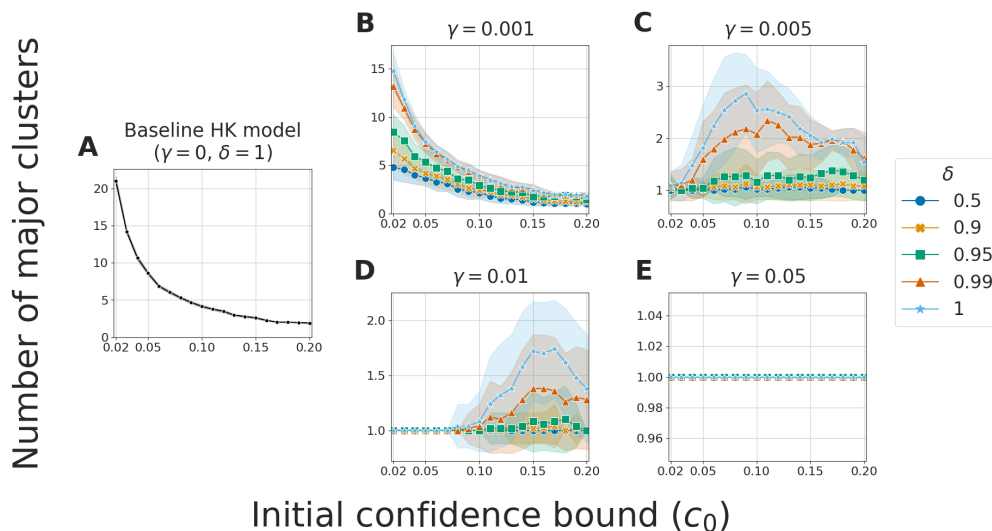 Number of major clusters
A
Baseline HK model
(γ=0, δ=1)
20
15
10
5
0
0.02 0.05 0.10 0.15 0.20
B
γ = 0.001
15
10
5
0
0.02 0.05 0.10 0.15 0.20
C
γ = 0.005
3
2
1
0.02 0.05 0.10 0.15 0.20
D
γ = 0.01
2.0
1.5
1.0
0.02 0.05 0.10 0.15 0.20
E
γ = 0.05
1.04
1.02
1.00
0.98
0.96
0.02 0.05 0.10 0.15 0.20
δ
0.5
0.9
0.95
0.99
1
Initial confidence bound (c₀)